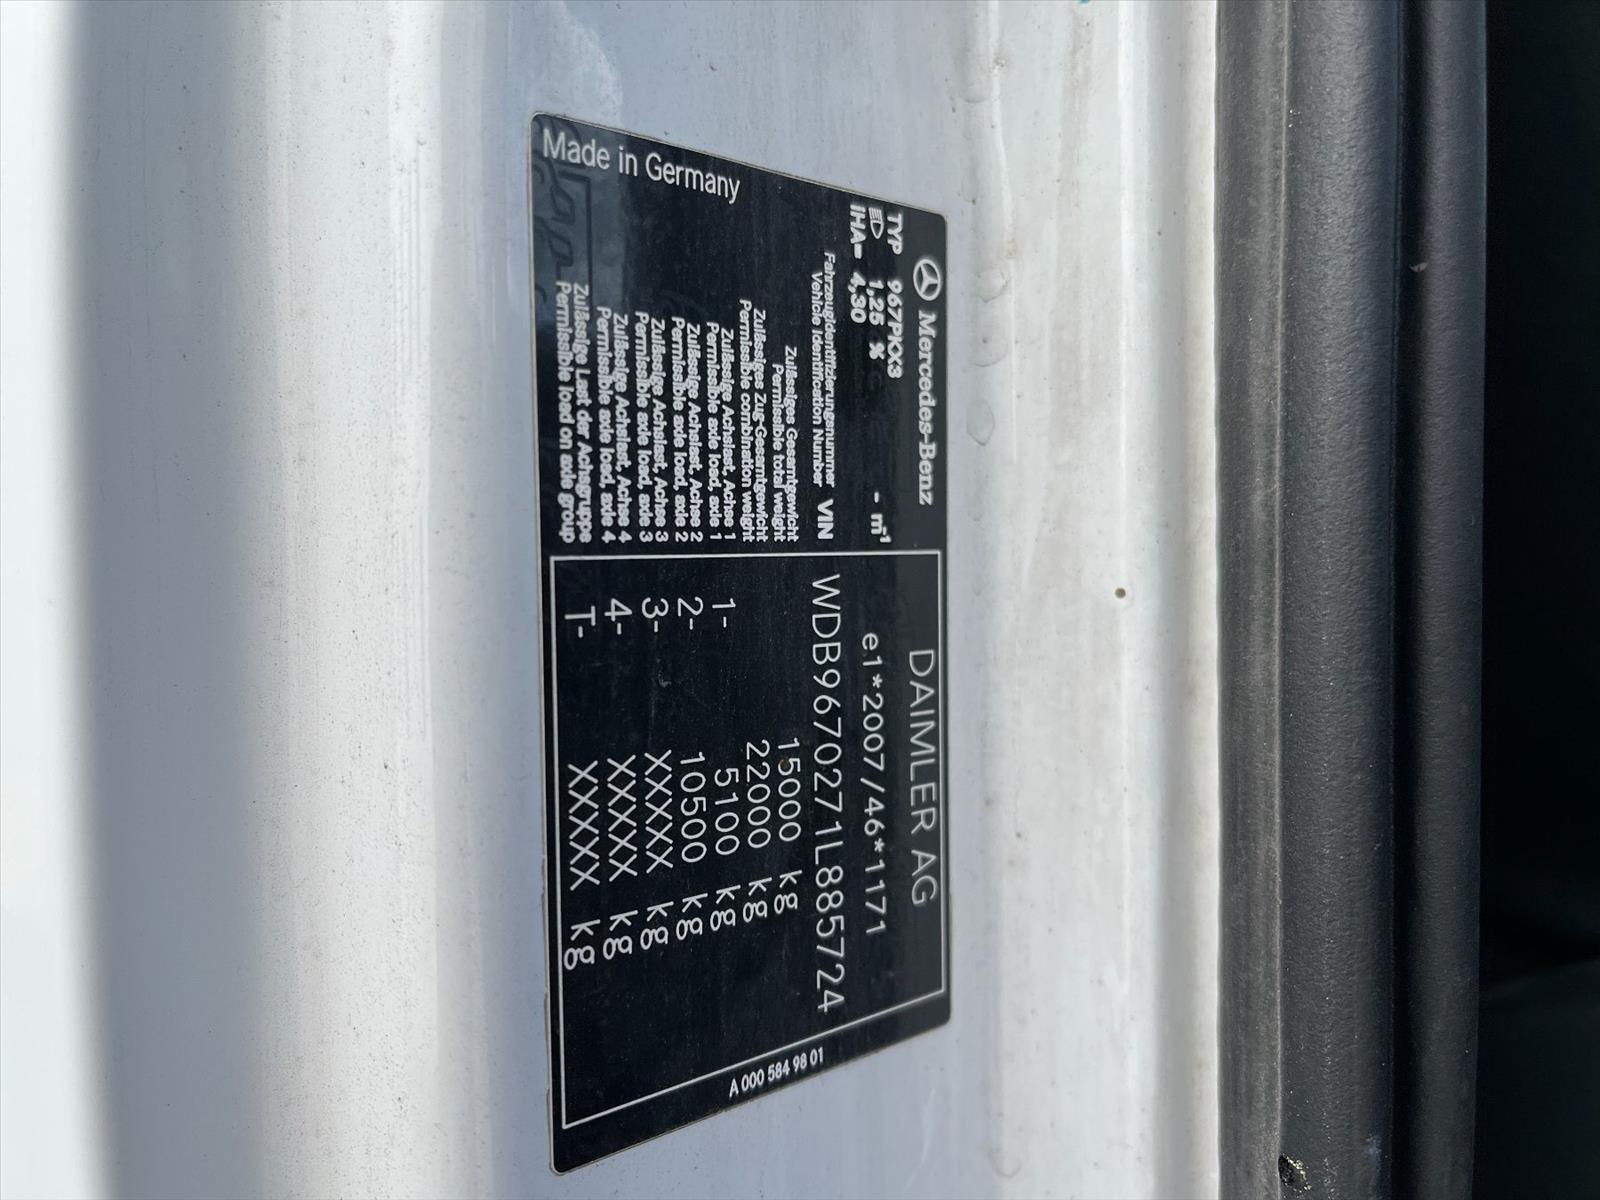 Mercedes-Benz
DAIMLER AG
TYP 967PKX3
1,25 % - m-1
IHA= 4,30
e1*2007/46*1171
Fahrzeugidentifizierungsnummer
Vehicle Identification Number VIN WDB9670271L885724
Zulässiges Gesamtgewicht
Permissible total weight 15000 kg
Zulässiges Zug-Gesamtgewicht
Permissible combination weight 22000 kg
Zulässige Achslast, Achse 1
Permissible axle load, axle 1 1- 5100 kg
Zulässige Achslast, Achse 2
Permissible axle load, axle 2 2- 10500 kg
Zulässige Achslast, Achse 3
Permissible axle load, axle 3 3- XXXXX kg
Zulässige Achslast, Achse 4
Permissible axle load, axle 4 4- XXXXX kg
Zulässige Last der Achsgruppe
Permissible load on axle group T- XXXXX kg
Made in Germany
A 000 584 98 01